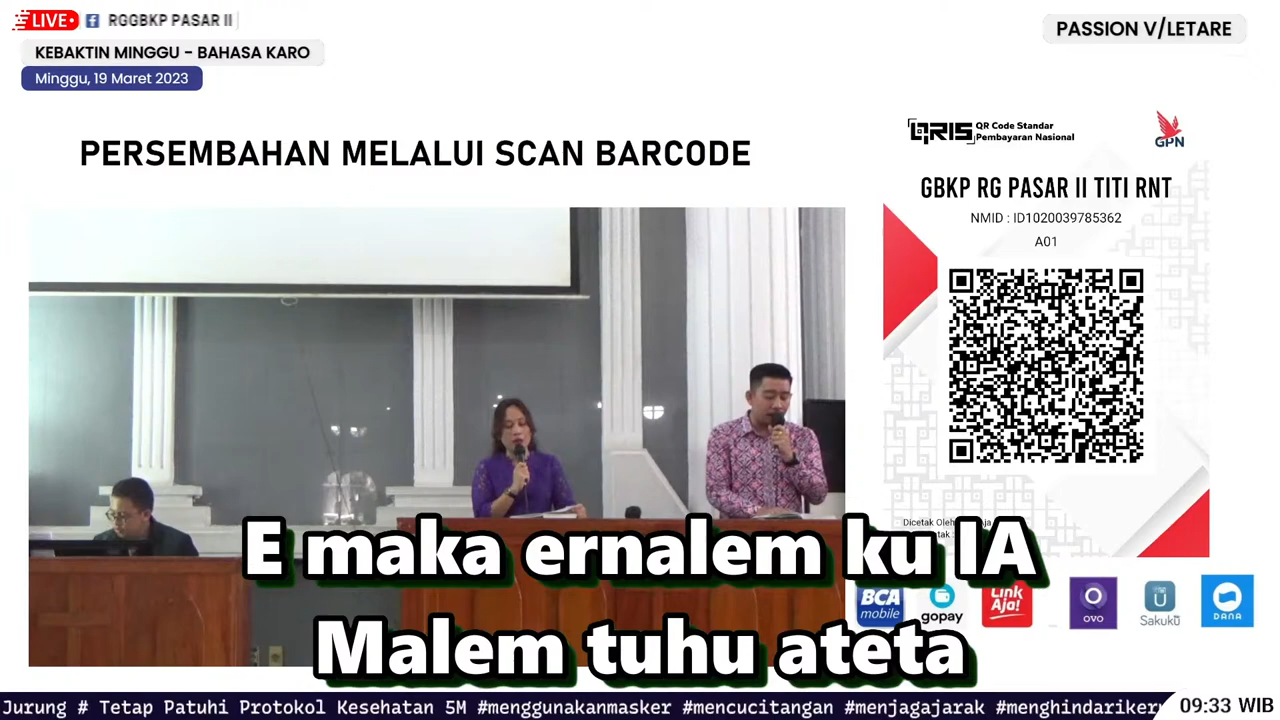 LIVE
RGGBKP PASAR II
KEBAKTIN MINGGU - BAHASA KARO
Minggu, 19 Maret 2023
PASSION V/LETARE
PERSEMBAHAN MELALUI SCAN BARCODE
QRIS QR Code Standar
Pembayaran Nasional
GPN
GBKP RG PASAR II TITI RNT
NMID : ID1020039785362
A01
Dicetak Oleh
E maka ernalem ku IA
Malem tuhu ateta
BCA
mobile
gopay
Link
Aja!
OVO
Sakuku
DANA
Jurung # Tetap Patuhi Protokol Kesehatan 5M #menggunakanmasker #mencucitangan #menjagajarak #menghindariker
09:33 WIB